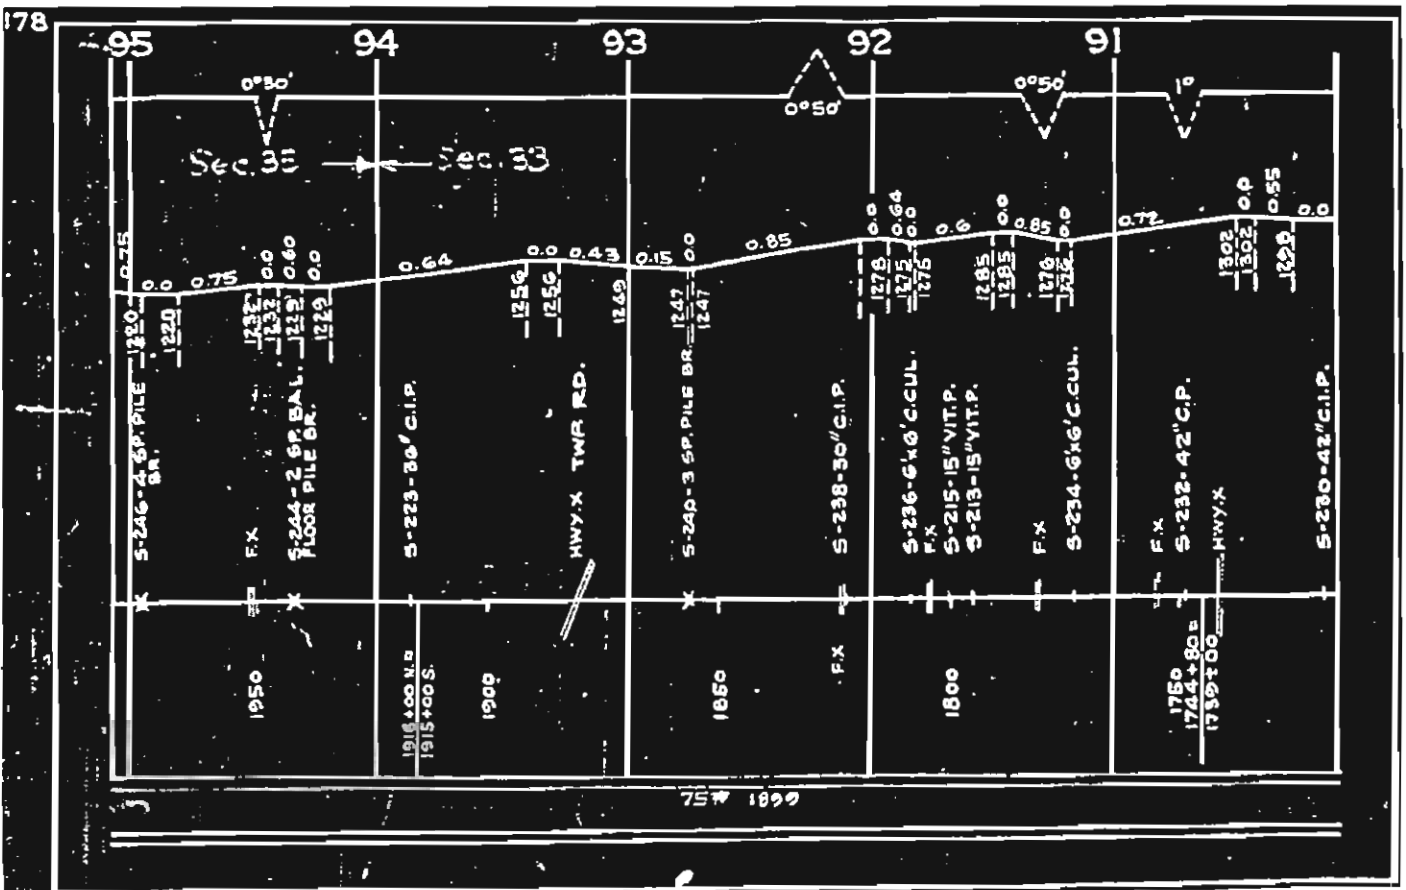 178
95 94 93 92 91
0°50' 0°50' 1°
0°50'
Sec. 33
0.75 0.0 0.75 0.0 0.60 0.0 0.64 0.0 0.43 0.15 0.0 0.85 0.0 0.64 0.0 0.6 0.0 0.85 0.0 0.72 0.0 0.55 0.0
1220 1220 1232 1232 1229 1229 1256 1256 1249 1247 1247 1278 1275 1275 1285 1285 1276 1276 1302 1302
S-246-4 SP. PILE
BR.
F.X
S-244-2 SP. BAL.
FLOOR PILE BR.
S-223-30" C.I.P.
HWY.X TWR RD.
S-240-3 SP. PILE BR.
S-238-30" C.I.P.
S-236-6'x6' C.CUL.
F.X
S-215-15" VIT.P.
S-213-15" VIT.P.
F.X
S-234-6'x6' C.CUL.
F.X
S-232-42" C.P.
HWY.X
S-230-42" C.I.P.
1950
1915+00 N.=
1915+00 S.
1900
1850
F.X
1800
1750
1744+80=
1739+00
75# 1899